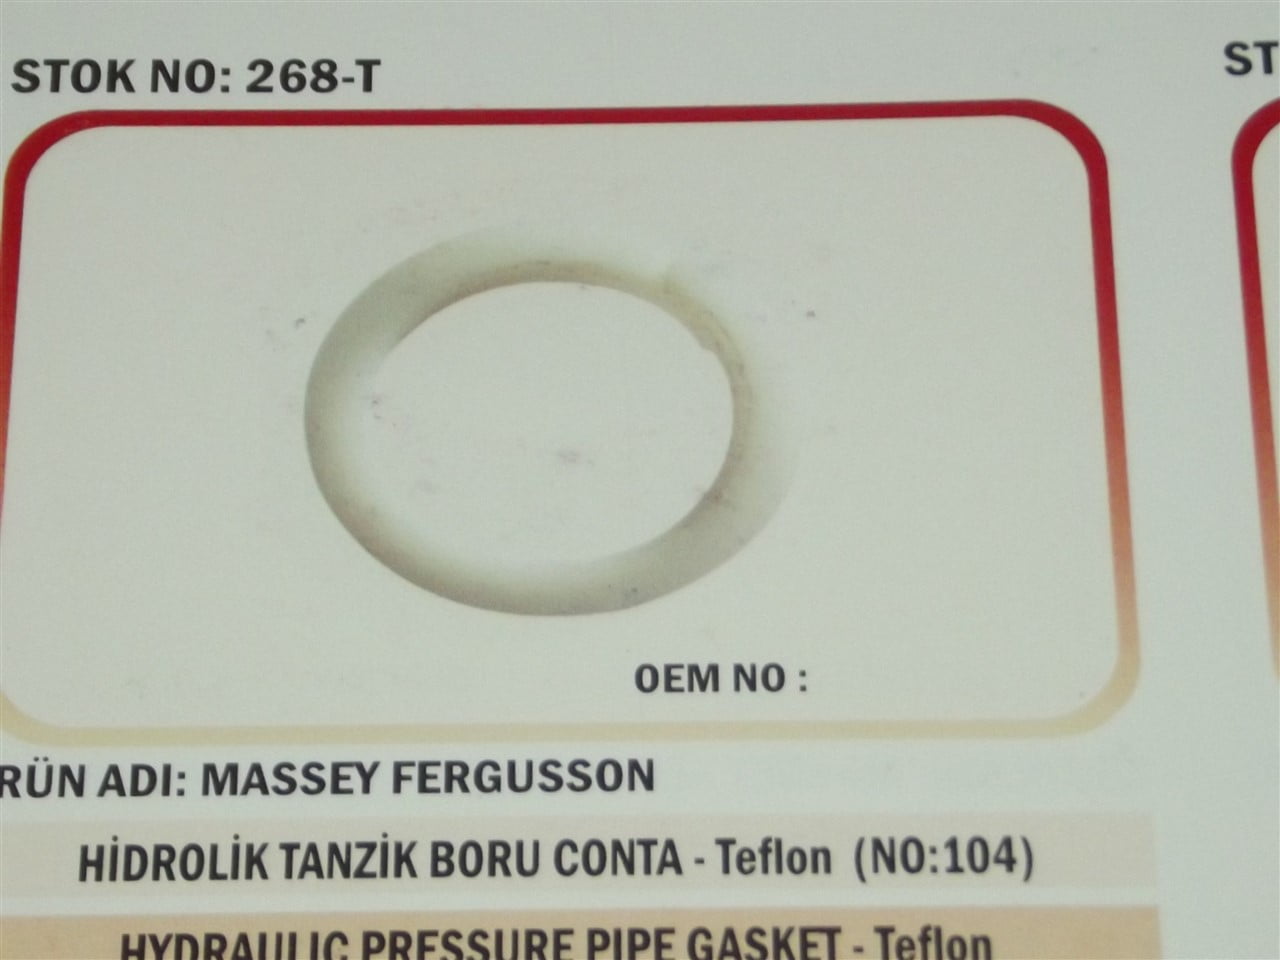 STOK NO: 268-T
ST
OEM NO :
RÜN ADI: MASSEY FERGUSSON
HİDROLİK TANZİK BORU CONTA - Teflon (NO:104)
HYDRAULIC PRESSURE PIPE GASKET - Teflon